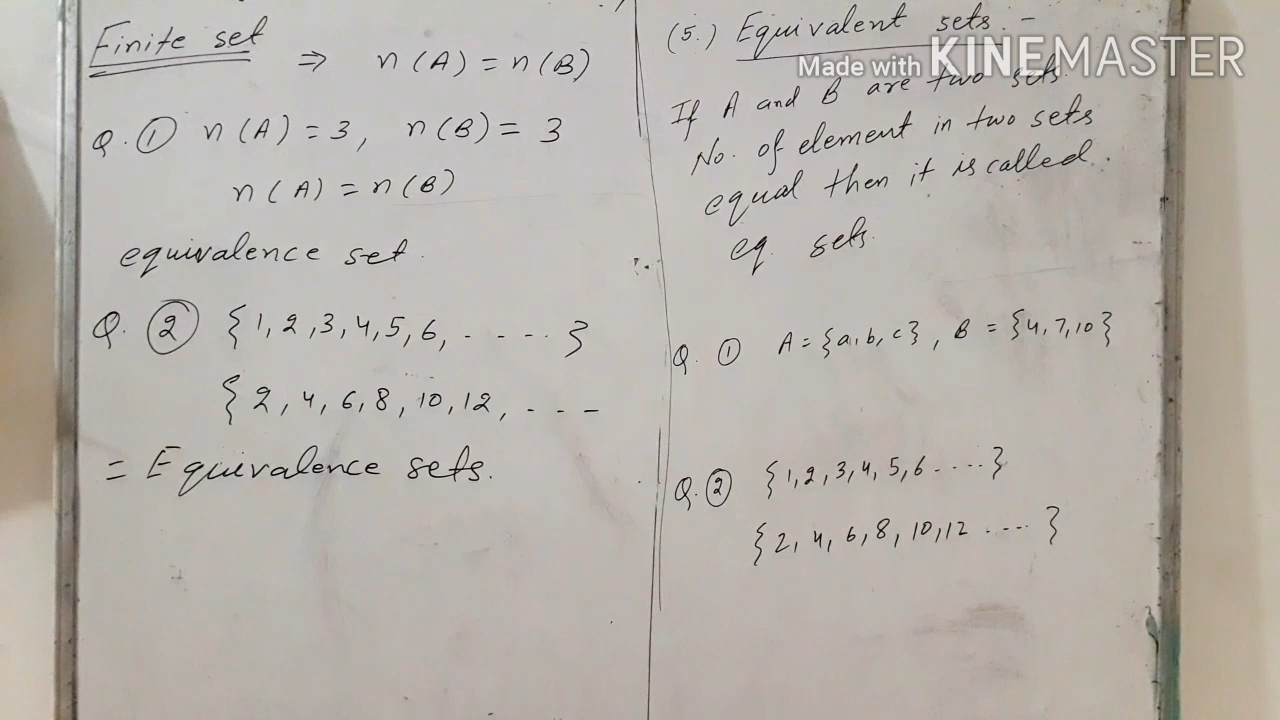 Finite set
⇒ n(A) = n(B)
Q. ① n(A) = 3, n(B) = 3
n(A) = n(B)
equivalence set.
Q. ② {1, 2, 3, 4, 5, 6, - - - - }
{2, 4, 6, 8, 10, 12, - - -
= Equivalence sets.
(5.) Equivalent sets. -
Made with KINEMASTER
If A and B are two sets
No. of element in two sets
equal then it is called.
eq. sets.
Q. ① A = {a, b, c}, B = {4, 7, 10}
Q. ② {1, 2, 3, 4, 5, 6 - - - - }
{2, 4, 6, 8, 10, 12 - - - - }